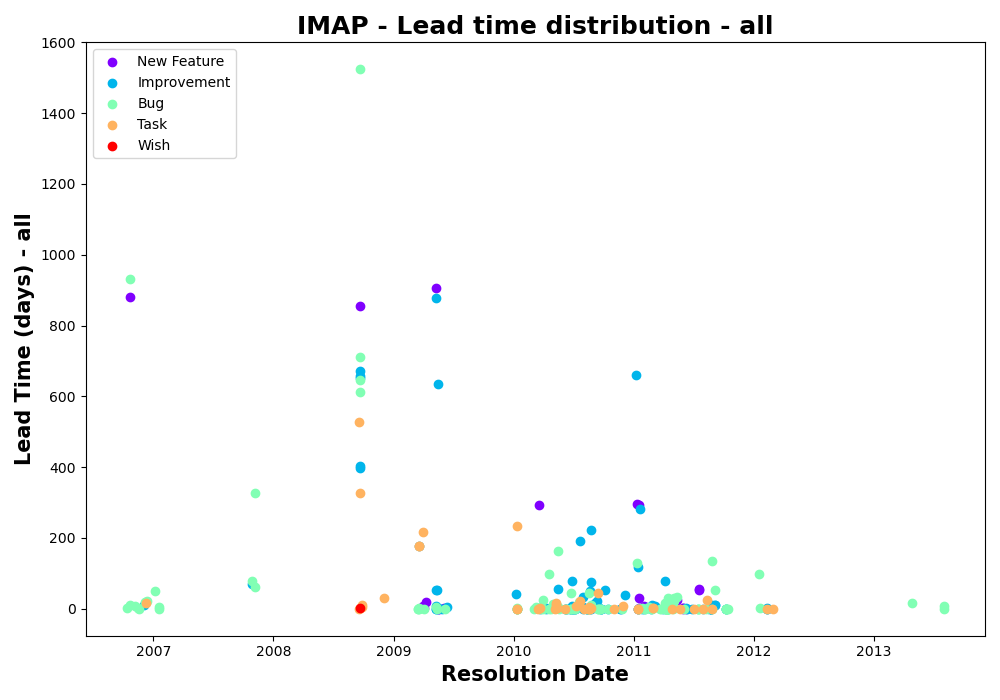 IMAP - Lead time distribution - all
1600
1400
1200
1000
800
600
400
200
0
Lead Time (days) - all
New Feature
Improvement
Bug
Task
Wish
2007 2008 2009 2010 2011 2012 2013
Resolution Date